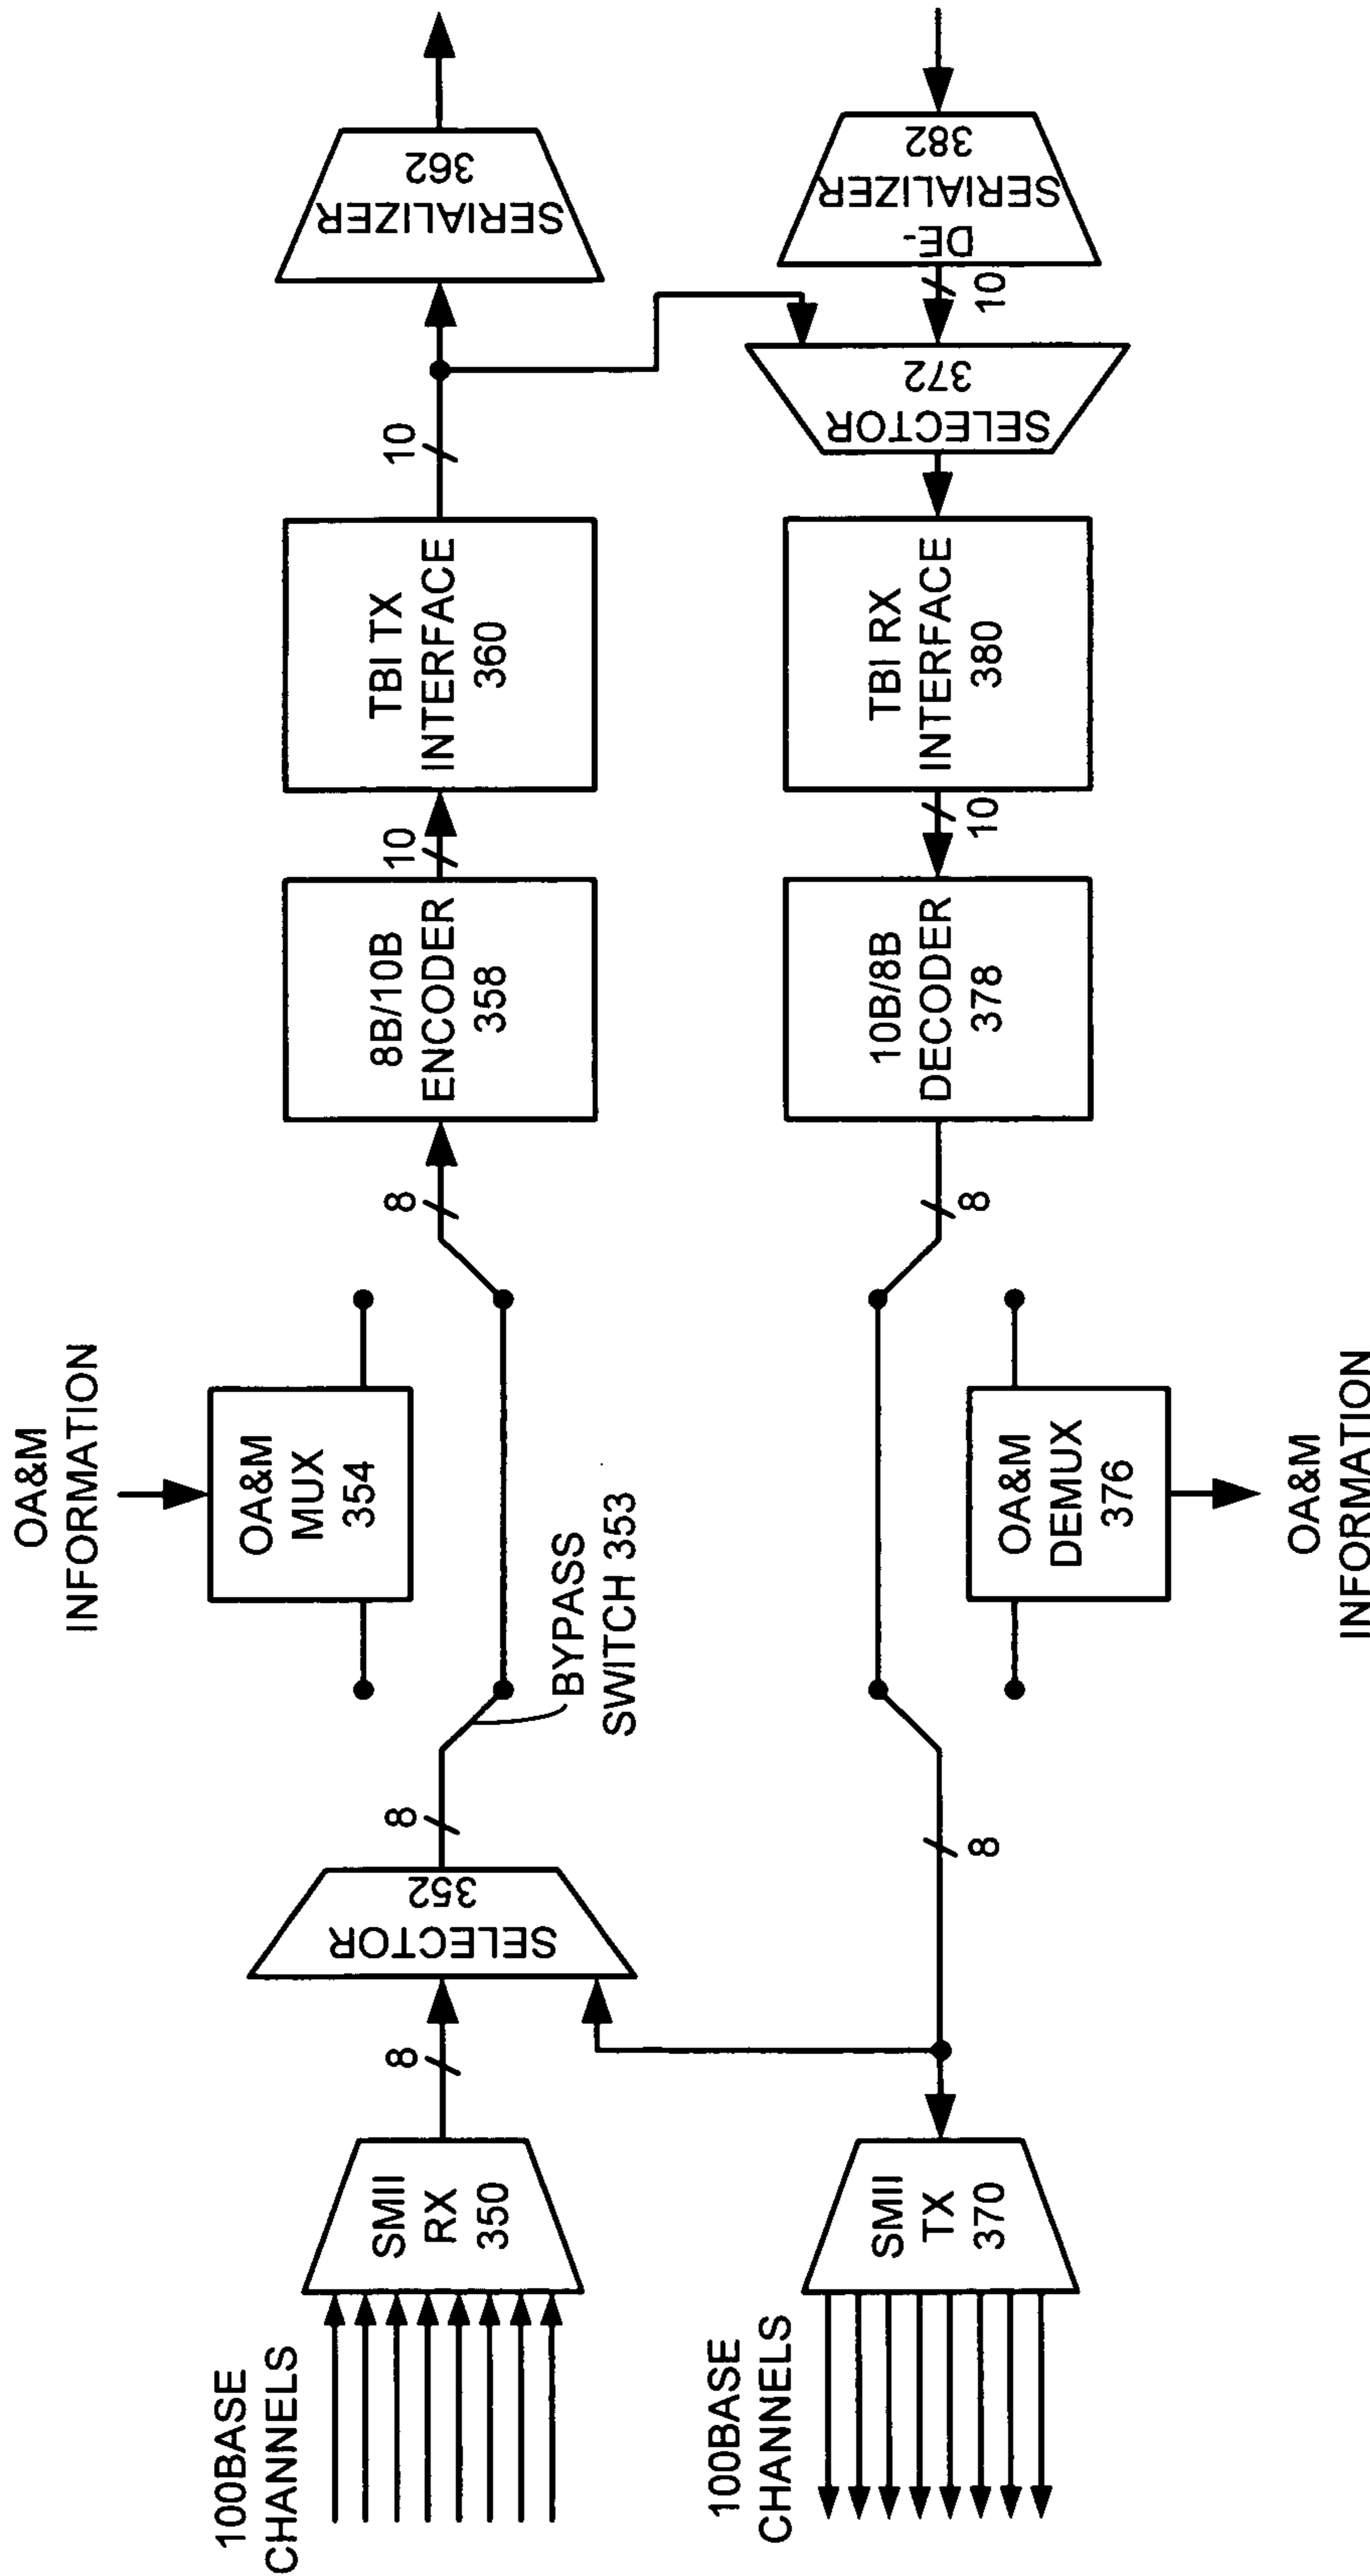 OA&M
INFORMATION
100BASE
CHANNELS
SMII
RX
350
8
SELECTOR
352
8
BYPASS
SWITCH 353
OA&M
MUX
354
8
8B/10B
ENCODER
358
10
TBI TX
INTERFACE
360
10
SERIALIZER
362
100BASE
CHANNELS
SMII
TX
370
8
OA&M
DEMUX
376
8
10B/8B
DECODER
378
10
TBI RX
INTERFACE
380
SELECTOR
372
10
DE-
SERIALIZER
382
OA&M
INFORMATION